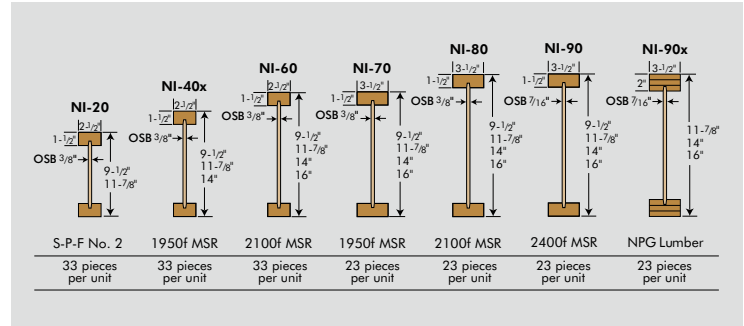 NI-20
2-1/2"
1-1/2"
OSB 3/8"
9-1/2"
11-7/8"
S-P-F No. 2
33 pieces
per unit
NI-40x
2-1/2"
1-1/2"
OSB 3/8"
9-1/2"
11-7/8"
14"
1950f MSR
33 pieces
per unit
NI-60
2-1/2"
1-1/2"
OSB 3/8"
9-1/2"
11-7/8"
14"
16"
2100f MSR
33 pieces
per unit
NI-70
3-1/2"
1-1/2"
OSB 3/8"
9-1/2"
11-7/8"
14"
16"
1950f MSR
23 pieces
per unit
NI-80
3-1/2"
1-1/2"
OSB 3/8"
9-1/2"
11-7/8"
14"
16"
2100f MSR
23 pieces
per unit
NI-90
3-1/2"
1-1/2"
OSB 7/16"
9-1/2"
11-7/8"
14"
16"
2400f MSR
23 pieces
per unit
NI-90x
3-1/2"
2"
OSB 7/16"
11-7/8"
14"
16"
NPG Lumber
23 pieces
per unit